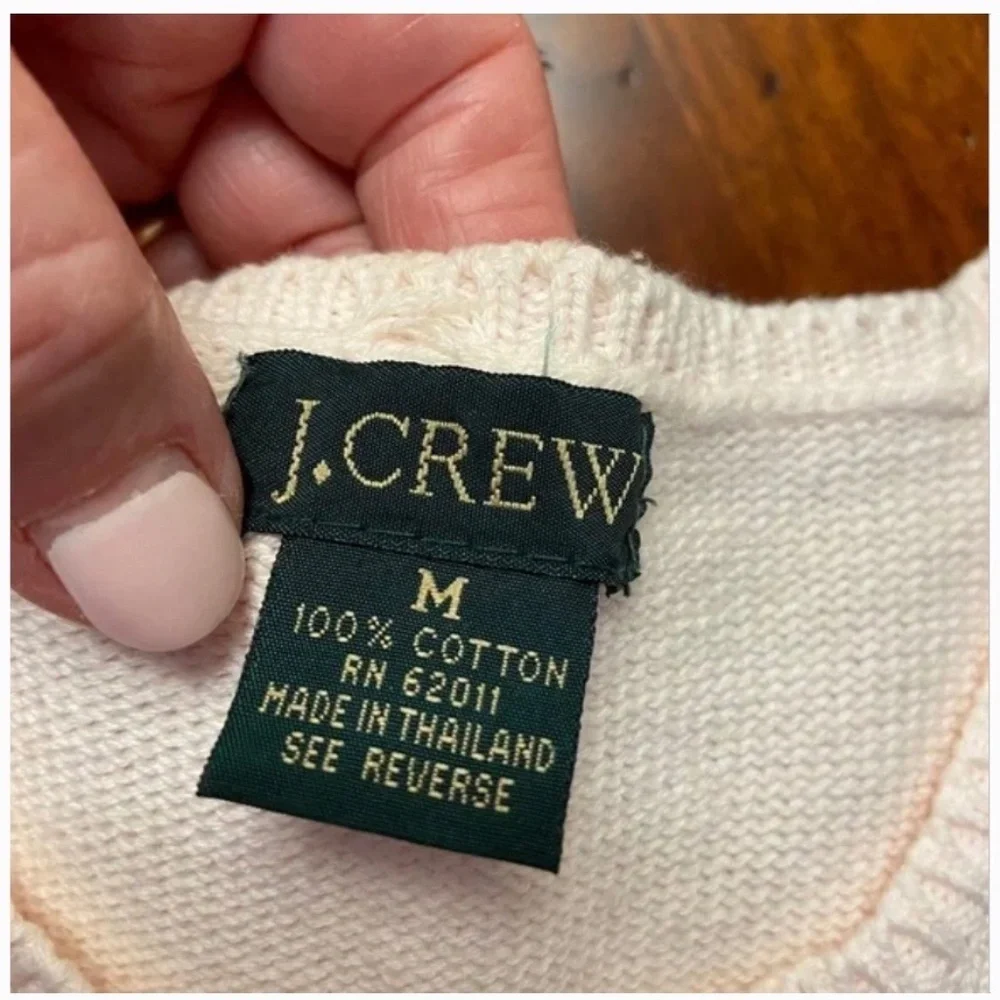 J.CREW
M
100% COTTON
RN 62011
MADE IN THAILAND
SEE REVERSE